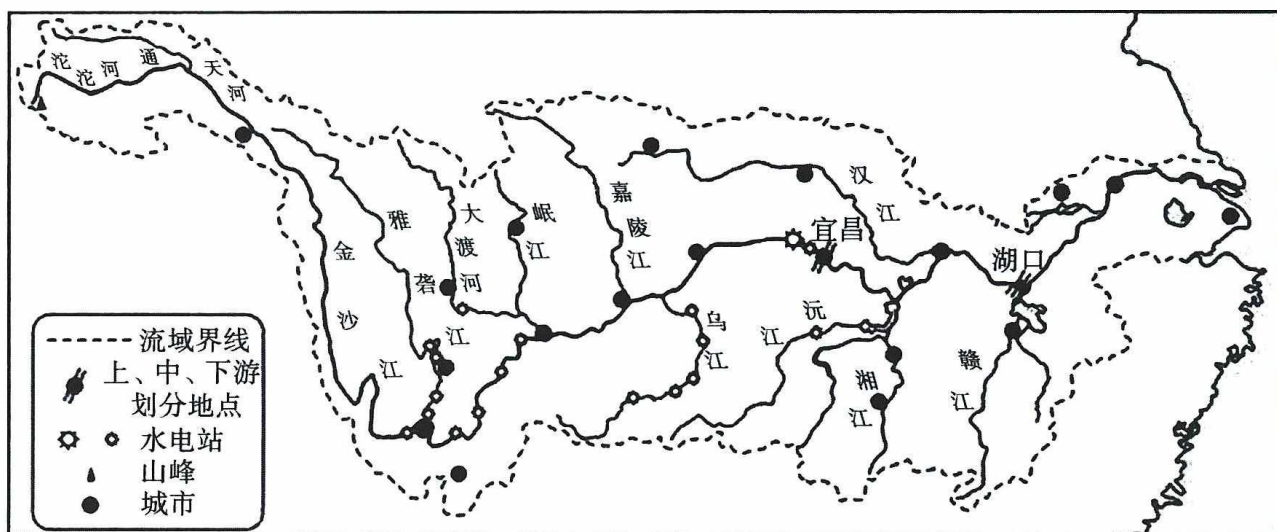 沱沱河
通天河
金沙江
雅砻江
大渡河
岷江
嘉陵江
汉江
宜昌
湖口
乌江
沅江
湘江
赣江
流域界线
上、中、下游
划分地点
水电站
山峰
城市